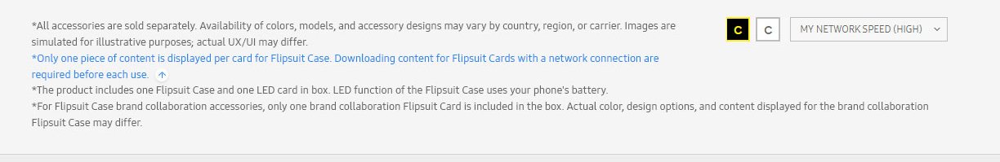 *All accessories are sold separately. Availability of colors, models, and accessory designs may vary by country, region, or carrier. Images are
simulated for illustrative purposes; actual UX/UI may differ.
*Only one piece of content is displayed per card for Flipsuit Case. Downloading content for Flipsuit Cards with a network connection are
required before each use.
*The product includes one Flipsuit Case and one LED card in box. LED function of the Flipsuit Case uses your phone's battery.
*For Flipsuit Case brand collaboration accessories, only one brand collaboration Flipsuit Card is included in the box. Actual color, design options, and content displayed for the brand collaboration
Flipsuit Case may differ.
C
C
MY NETWORK SPEED (HIGH)